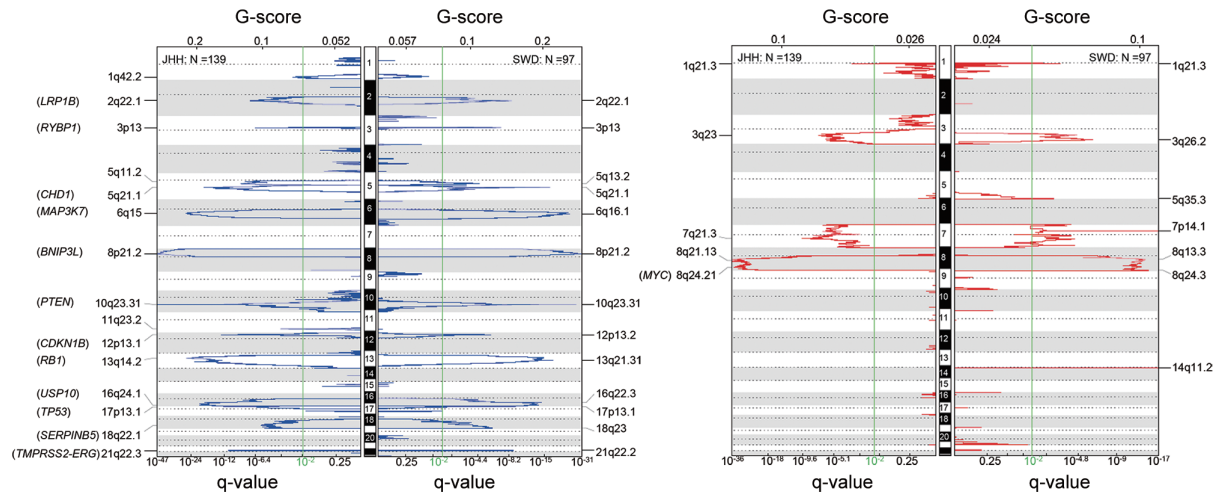 G-score G-score
0.2 0.1 0.052 0.057 0.1 0.2
JHH: N =139 SWD: N =97
1q42.2
(LRP1B) 2q22.1 2q22.1
(RYBP1) 3p13 3p13
5q11.2 5q13.2
(CHD1) 5q21.1 5q21.1
(MAP3K7) 6q15 6q16.1
(BNIP3L) 8p21.2 8p21.2
(PTEN) 10q23.31 10q23.31
11q23.2
(CDKN1B) 12p13.1 12p13.2
(RB1) 13q14.2 13q21.31
(USP10) 16q24.1 16q22.3
(TP53) 17p13.1 17p13.1
(SERPINB5) 18q22.1 18q23
(TMPRSS2-ERG) 21q22.3 21q22.2
1 2 3 4 5 6 7 8 9 10 11 12 13 14 15 16 17 18 20
10-47 10-24 10-12 10-6.4 10-2 0.25 0.25 10-2 10-4.4 10-8.2 10-15 10-31
q-value q-value
G-score G-score
0.1 0.026 0.024 0.1
JHH: N =139 SWD: N =97
1q21.3 1q21.3
3q23 3q26.2
5q35.3
7q21.3 7p14.1
8q21.13 8q13.3
(MYC) 8q24.21 8q24.3
14q11.2
1 2 3 4 5 6 7 8 9 10 11 12 13 14 15 16 17 18 20
10-36 10-18 10-9.6 10-5.1 10-2 0.25 0.25 10-2 10-4.8 10-9 10-17
q-value q-value